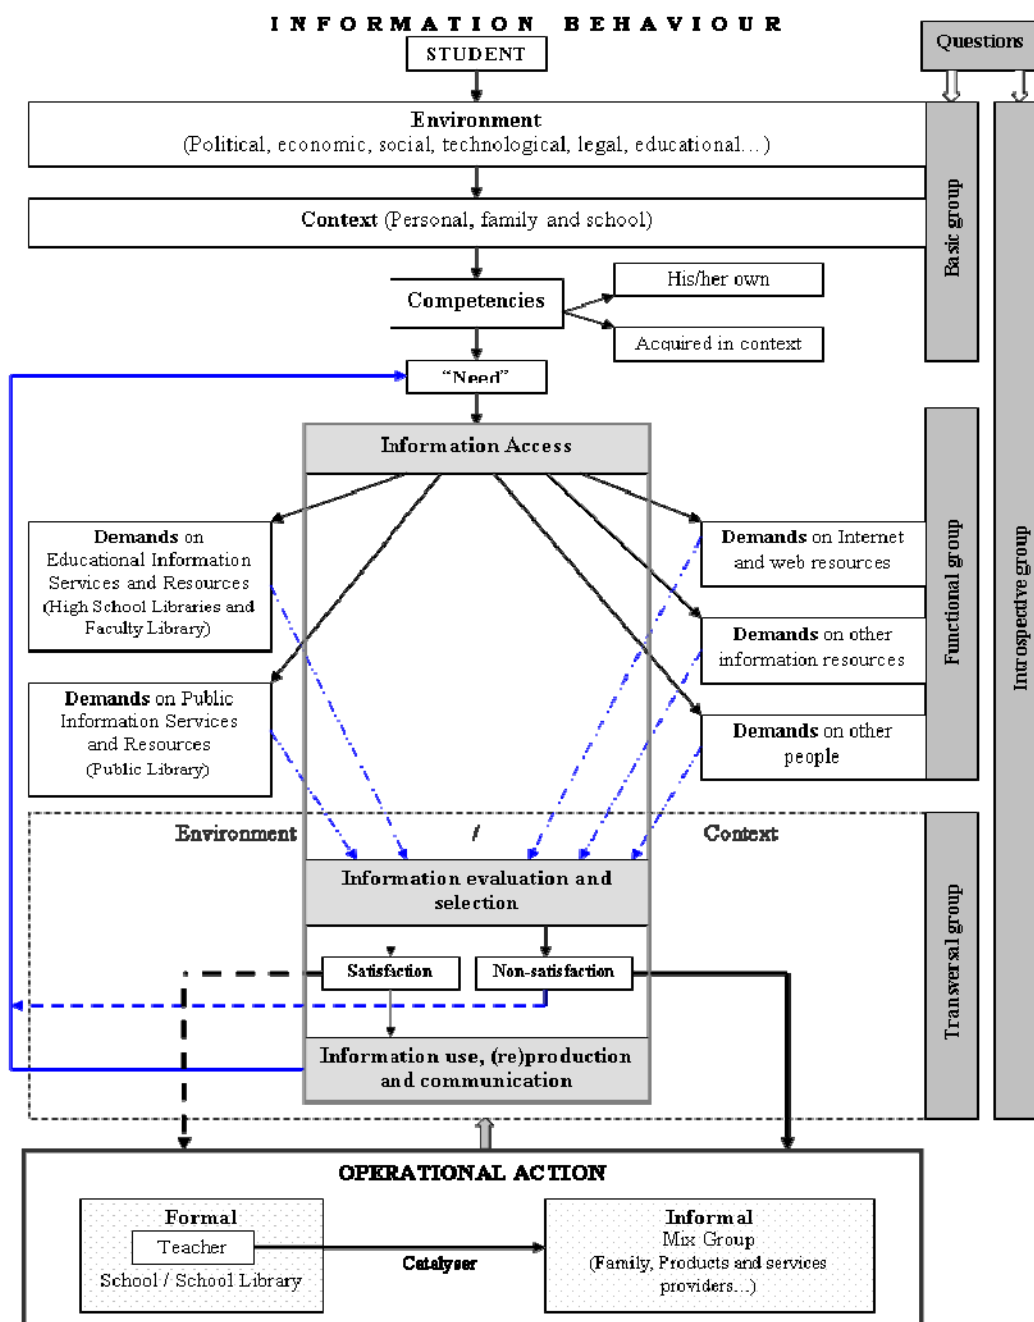 INFORMATION BEHAVIOUR
STUDENT
Questions
Environment
(Political, economic, social, technological, legal, educational...)
Context (Personal, family and school)
Basic group
Competencies
His/her own
Acquired in context
“Need”
Information Access
Demands on
Educational Information
Services and Resources
(High School Libraries and
Faculty Library)
Demands on Public
Information Services
and Resources
(Public Library)
Demands on Internet
and web resources
Demands on other
information resources
Demands on other
people
Functional group
Introspective group
Environment / Context
Information evaluation and
selection
Satisfaction
Non-satisfaction
Information use, (re)production
and communication
Transversal group
OPERATIONAL ACTION
Formal
Teacher
School / School Library
Catalyser
Informal
Mix Group
(Family, Products and services
providers...)